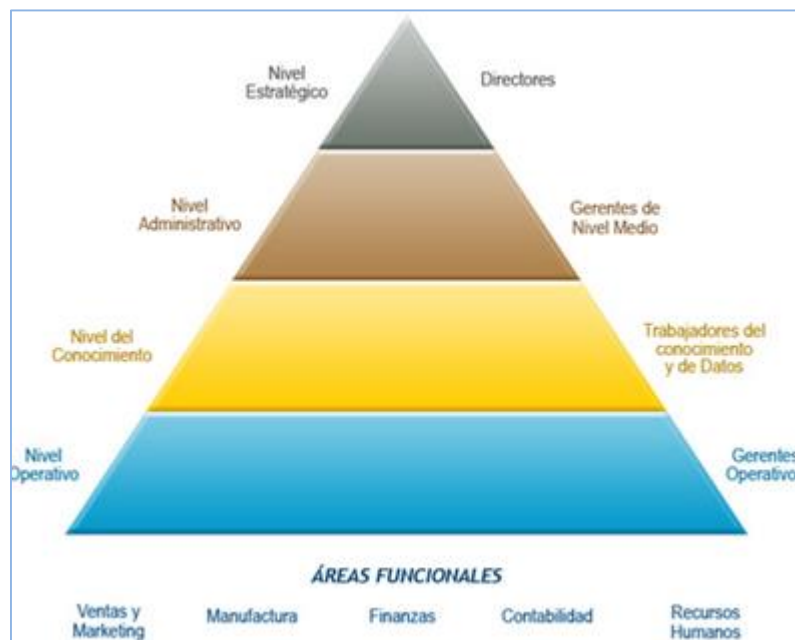 Nivel
Estratégico
Directores
Nivel
Administrativo
Gerentes de
Nivel Medio
Nivel del
Conocimiento
Trabajadores del
conocimiento
y de Datos
Nivel
Operativo
Gerentes
Operativo
ÁREAS FUNCIONALES
Ventas y
Marketing
Manufactura
Finanzas
Contabilidad
Recursos
Humanos